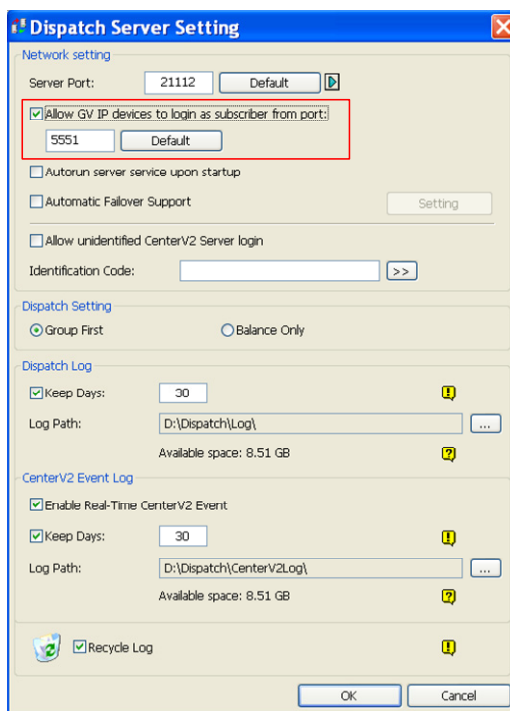 Dispatch Server Setting
Network setting
Server Port: 21112 Default
Allow GV IP devices to login as subscriber from port:
5551 Default
Autorun server service upon startup
Automatic Failover Support Setting
Allow unidentified CenterV2 Server login
Identification Code: >>
Dispatch Setting
Group First Balance Only
Dispatch Log
Keep Days: 30
Log Path: D:\Dispatch\Log\ ...
Available space: 8.51 GB
CenterV2 Event Log
Enable Real-Time CenterV2 Event
Keep Days: 30
Log Path: D:\Dispatch\CenterV2Log\ ...
Available space: 8.51 GB
Recycle Log
OK Cancel